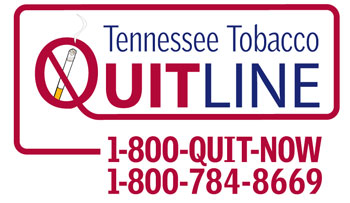 Tennessee Tobacco
QUITLINE
1-800-QUIT-NOW
1-800-784-8669